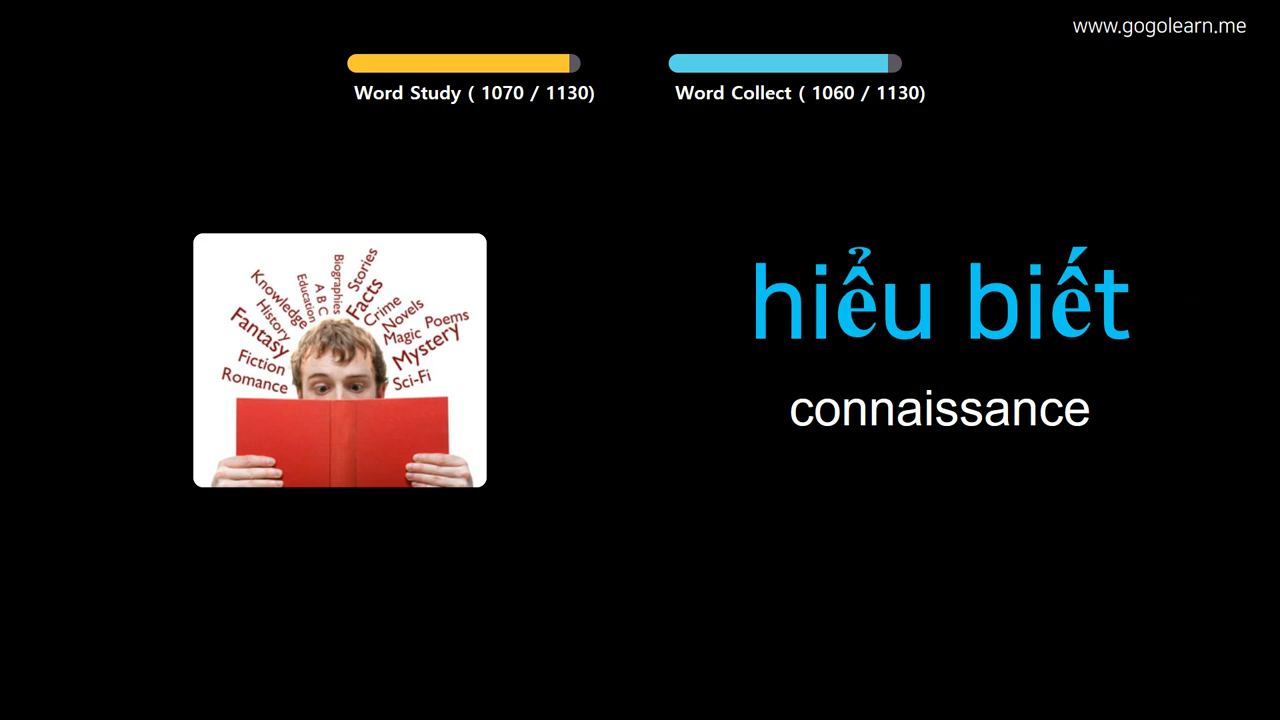 www.gogolearn.me
Word Study ( 1070 / 1130)
Word Collect ( 1060 / 1130)
hiểu biết
connaissance
Knowledge
History
Fantasy
Fiction
Romance
Education
A B C
Biographies
Stories
Facts
Crime
Novels
Magic
Poems
Mystery
Sci-Fi